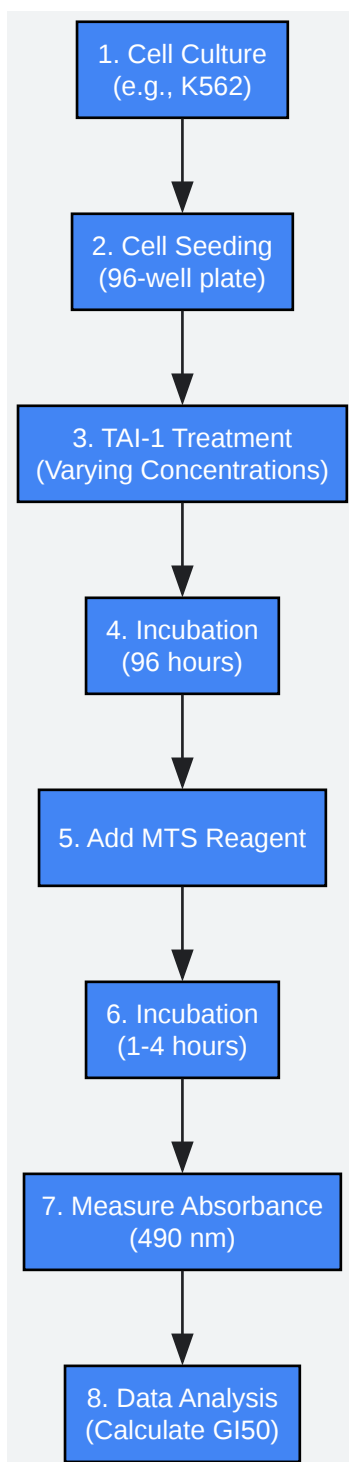 1. Cell Culture
(e.g., K562)
2. Cell Seeding
(96-well plate)
3. TAI-1 Treatment
(Varying Concentrations)
4. Incubation
(96 hours)
5. Add MTS Reagent
6. Incubation
(1-4 hours)
7. Measure Absorbance
(490 nm)
8. Data Analysis
(Calculate GI50)